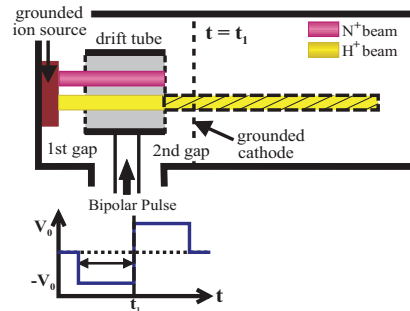 grounded
ion source
drift tube
t = t₁
N⁺ beam
H⁺ beam
1st gap
2nd gap
grounded
cathode
Bipolar Pulse
V₀
-V₀
t₁
t